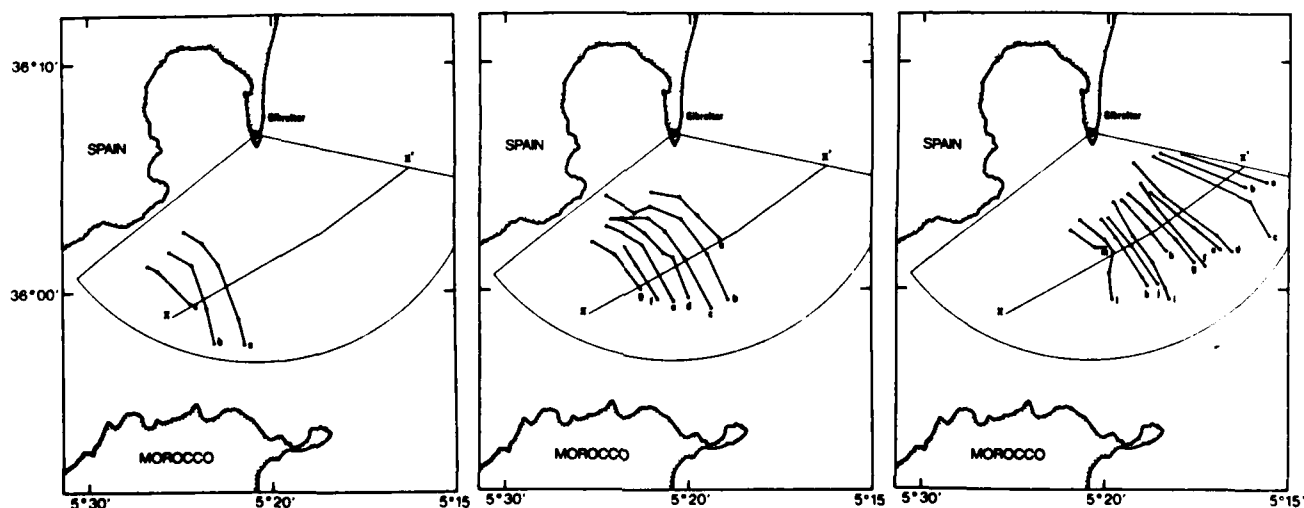 36°10'
36°00'
SPAIN
Gibraltar
X'
X
b
MOROCCO
5°30'
5°20'
5°15'
SPAIN
Gibraltar
X'
X
g
f
e
d
c
b
MOROCCO
5°30'
5°20'
5°15'
SPAIN
Gibraltar
X'
X
b
c
d
MOROCCO
5°30'
5°20'
5°15'